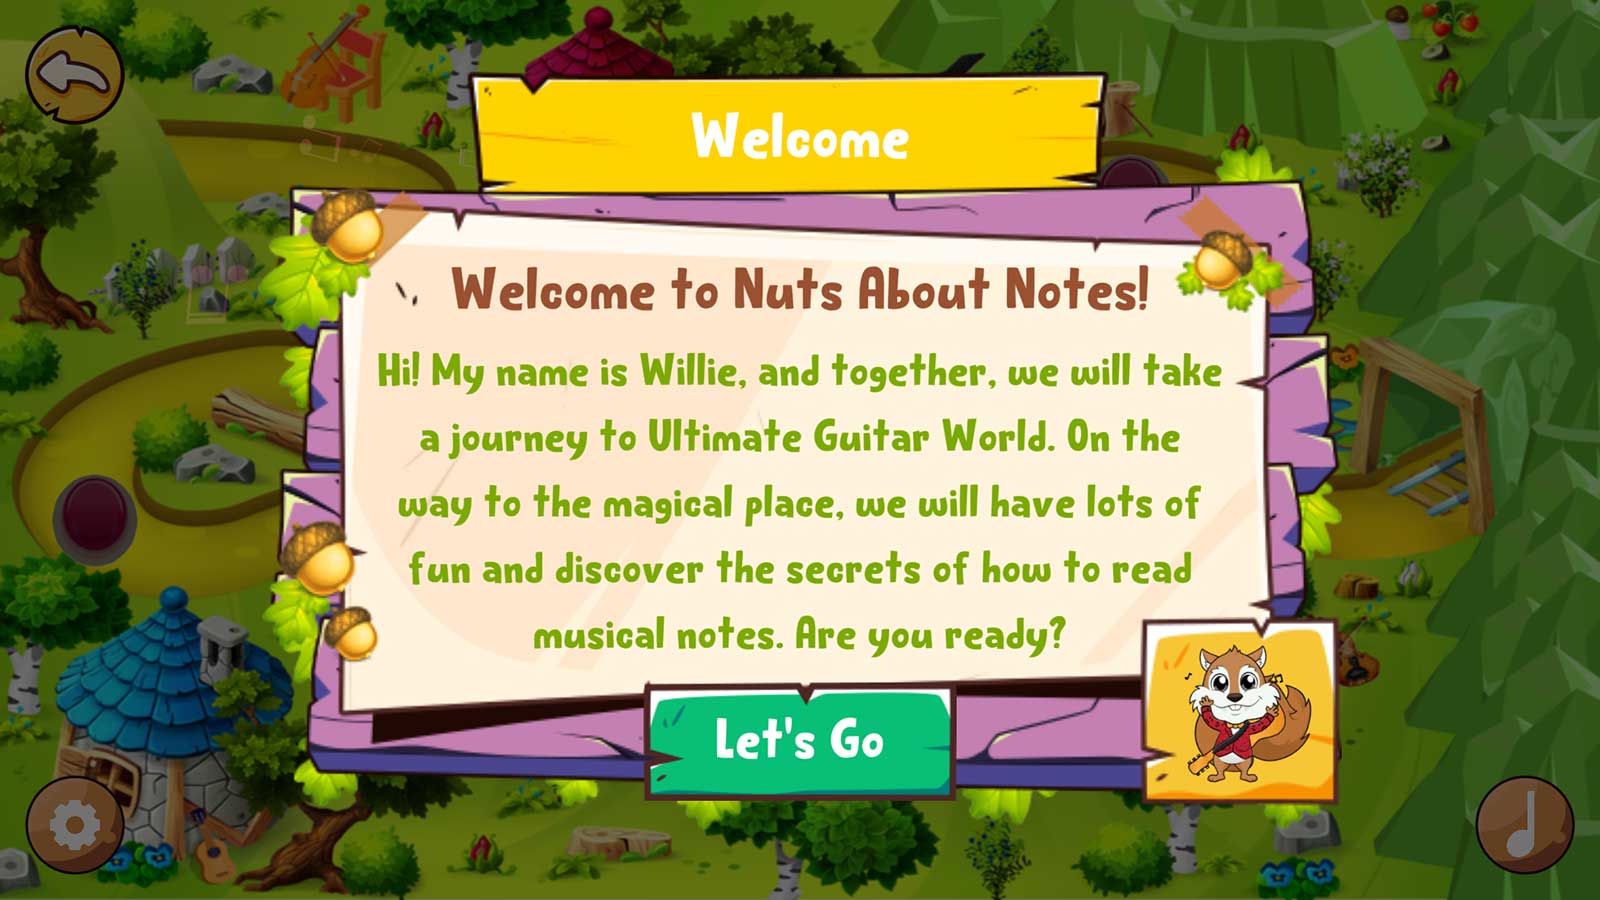 Welcome
Welcome to Nuts About Notes!
Hi! My name is Willie, and together, we will take
a journey to Ultimate Guitar World. On the
way to the magical place, we will have lots of
fun and discover the secrets of how to read
musical notes. Are you ready?
Let's Go